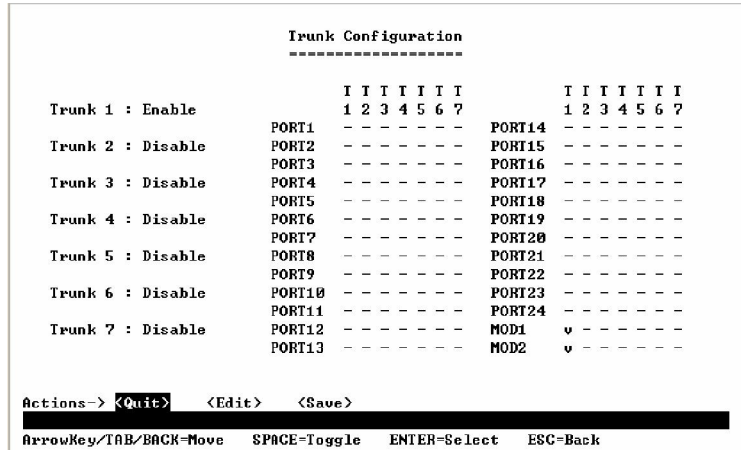 Trunk Configuration
===================
T T T T T T T T T T T T T T
Trunk 1 : Enable 1 2 3 4 5 6 7 1 2 3 4 5 6 7
PORT1 - - - - - - - PORT14 - - - - - - -
Trunk 2 : Disable PORT2 - - - - - - - PORT15 - - - - - - -
PORT3 - - - - - - - PORT16 - - - - - - -
Trunk 3 : Disable PORT4 - - - - - - - PORT17 - - - - - - -
PORT5 - - - - - - - PORT18 - - - - - - -
Trunk 4 : Disable PORT6 - - - - - - - PORT19 - - - - - - -
PORT7 - - - - - - - PORT20 - - - - - - -
Trunk 5 : Disable PORT8 - - - - - - - PORT21 - - - - - - -
PORT9 - - - - - - - PORT22 - - - - - - -
Trunk 6 : Disable PORT10 - - - - - - - PORT23 - - - - - - -
PORT11 - - - - - - - PORT24 - - - - - - -
Trunk 7 : Disable PORT12 - - - - - - - MOD1 v - - - - - -
PORT13 - - - - - - - MOD2 v - - - - - -
Actions-> <Quit> <Edit> <Save>
ArrowKey/TAB/BACK=Move SPACE=Toggle ENTER=Select ESC=Back